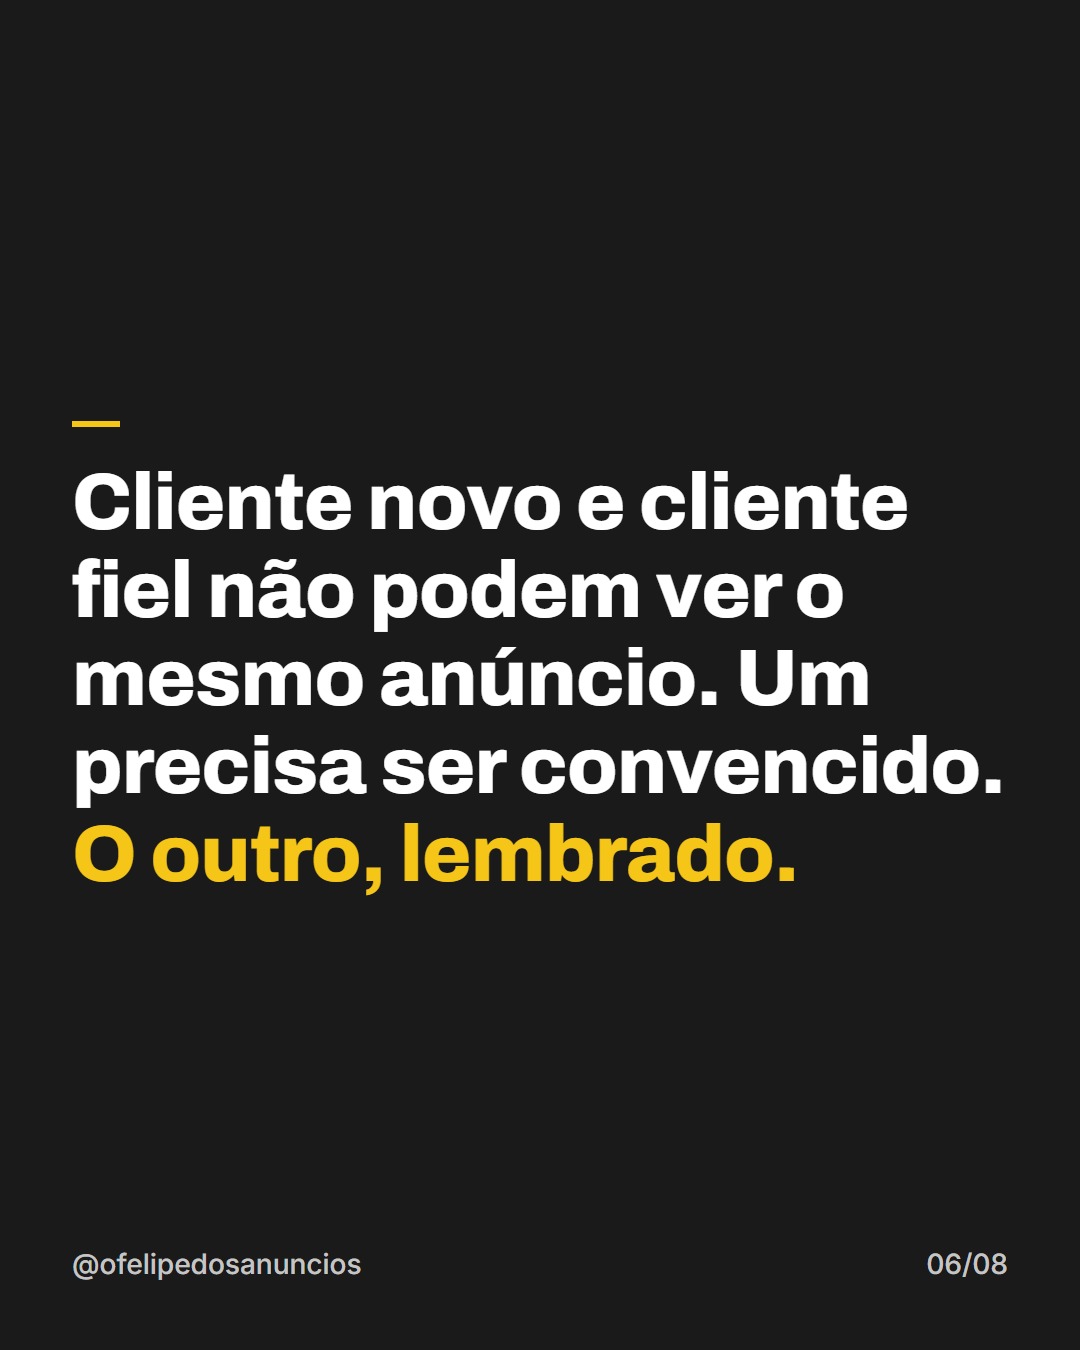 Cliente novo e cliente
fiel não podem ver o
mesmo anúncio. Um
precisa ser convencido.
O outro, lembrado.
@ofelipedosanuncios
06/08